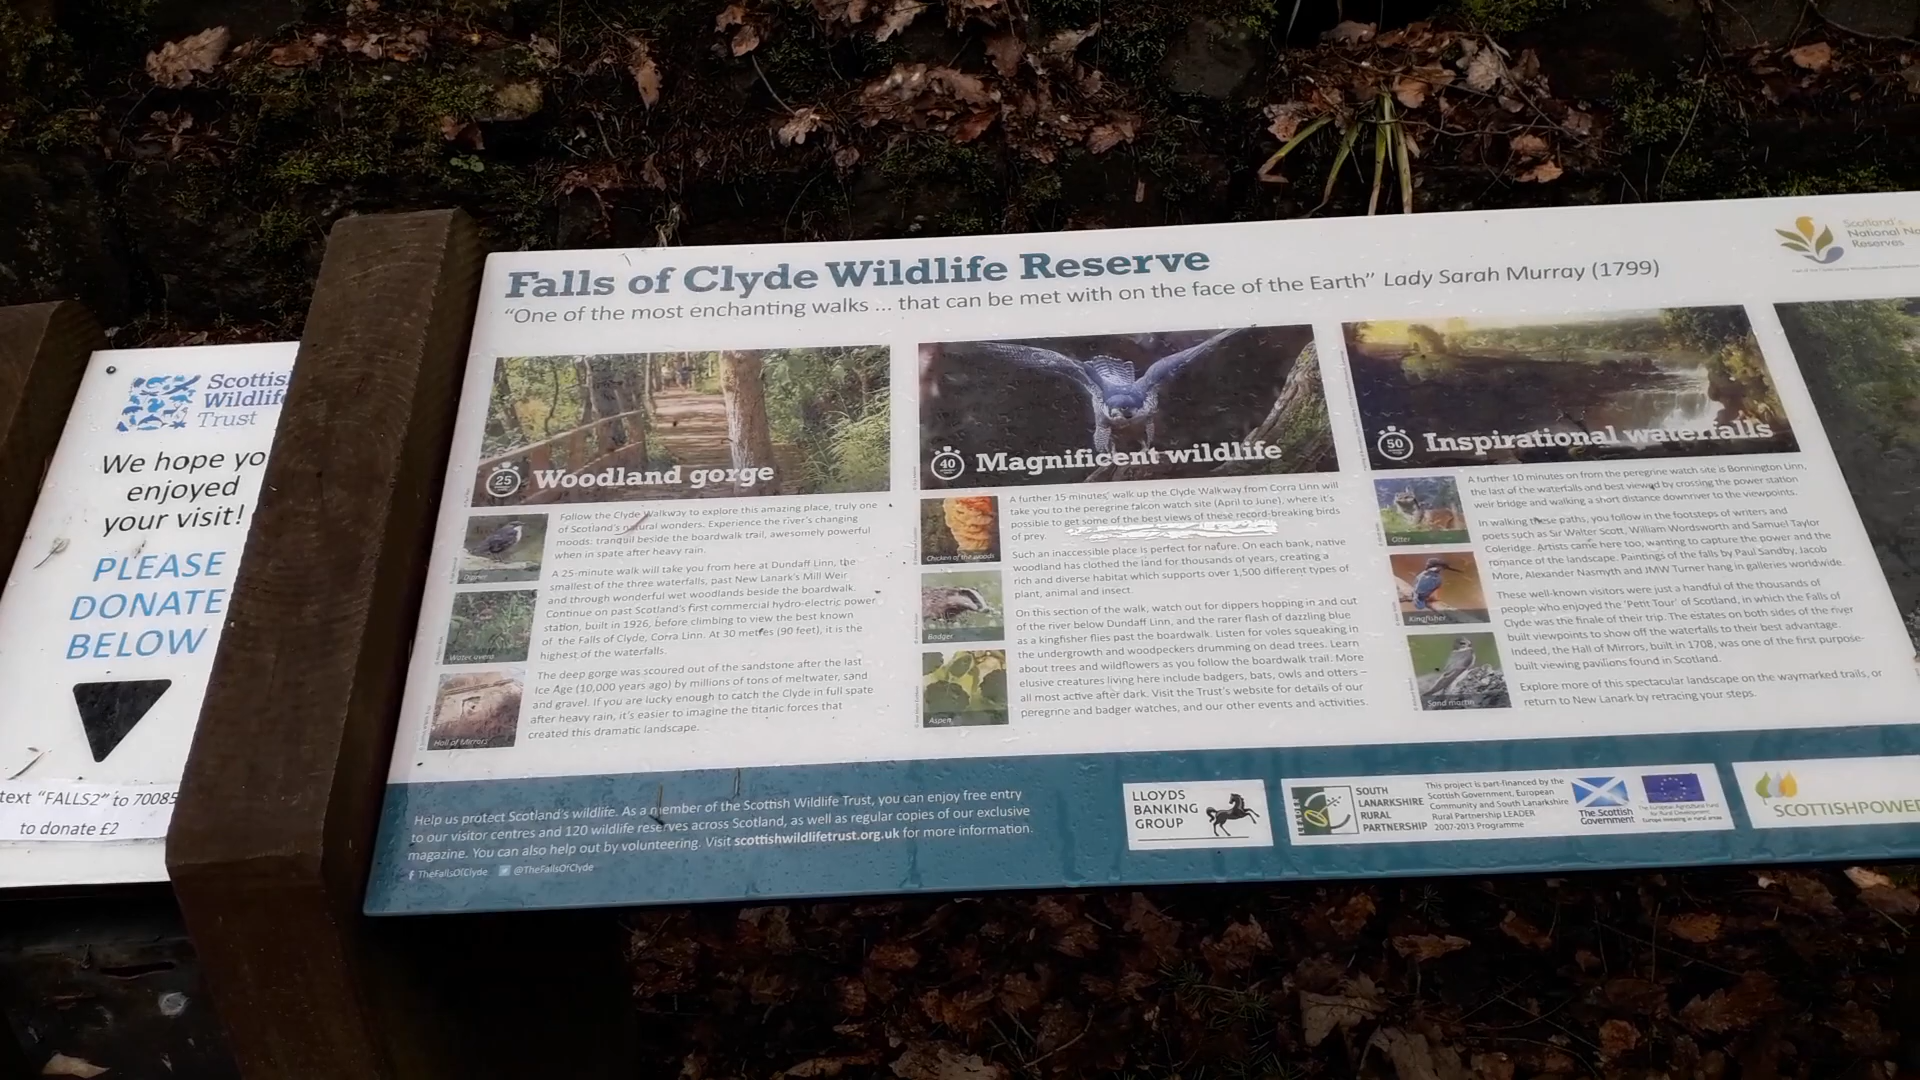 Scottis
Wildlife
Trust
We hope yo
enjoyed
your visit!
PLEASE
DONATE
BELOW
text "FALLS2" to 70085
to donate £2
Falls of Clyde Wildlife Reserve
"One of the most enchanting walks ... that can be met with on the face of the Earth" Lady Sarah Murray (1799)
Scotland's
National Na
Reserves
25
Woodland gorge
Follow the Clyde Walkway to explore this amazing place, truly one
of Scotland's natural wonders. Experience the river's changing
moods: tranquil beside the boardwalk trail, awesomely powerful
when in spate after heavy rain.
A 25-minute walk will take you from here at Dundaff Linn, the
smallest of the three waterfalls, past New Lanark's Mill Weir
and through wonderful wet woodlands beside the boardwalk.
Continue on past Scotland's first commercial hydro-electric power
station, built in 1926, before climbing to view the best known
of the Falls of Clyde, Corra Linn. At 30 metres (90 feet), it is the
highest of the waterfalls.
The deep gorge was scoured out of the sandstone after the last
Ice Age (10,000 years ago) by millions of tons of meltwater, sand
and gravel. If you are lucky enough to catch the Clyde in full spate
after heavy rain, it's easier to imagine the titanic forces that
created this dramatic landscape.
Dipper
Water avens
Hall of Mirrors
40
Magnificent wildlife
A further 15 minutes' walk up the Clyde Walkway from Corra Linn will
take you to the peregrine falcon watch site (April to June), where it's
possible to get some of the best views of these record-breaking birds
of prey.
Such an inaccessible place is perfect for nature. On each bank, native
woodland has clothed the land for thousands of years, creating a
rich and diverse habitat which supports over 1,500 different types of
plant, animal and insect.
On this section of the walk, watch out for dippers hopping in and out
of the river below Dundaff Linn, and the rarer flash of dazzling blue
as a kingfisher flies past the boardwalk. Listen for voles squeaking in
the undergrowth and woodpeckers drumming on dead trees. Learn
about trees and wildflowers as you follow the boardwalk trail. More
elusive creatures living here include badgers, bats, owls and otters –
all most active after dark. Visit the Trust's website for details of our
peregrine and badger watches, and our other events and activities.
Chicken of the woods
Badger
Aspen
50
Inspirational waterfalls
A further 10 minutes on from the peregrine watch site is Bonnington Linn,
the last of the waterfalls and best viewed by crossing the power station
weir bridge and walking a short distance downriver to the viewpoints.
In walking these paths, you follow in the footsteps of writers and
poets such as Sir Walter Scott, William Wordsworth and Samuel Taylor
Coleridge. Artists came here too, wanting to capture the power and the
romance of the landscape. Paintings of the falls by Paul Sandby, Jacob
More, Alexander Nasmyth and JMW Turner hang in galleries worldwide.
These well-known visitors were just a handful of the thousands of
people who enjoyed the 'Petit Tour' of Scotland, in which the Falls of
Clyde was the finale of their trip. The estates on both sides of the river
built viewpoints to show off the waterfalls to their best advantage.
Indeed, the Hall of Mirrors, built in 1708, was one of the first purpose-
built viewing pavilions found in Scotland.
Explore more of this spectacular landscape on the waymarked trails, or
return to New Lanark by retracing your steps.
Otter
Kingfisher
Sand martin
Help us protect Scotland's wildlife. As a member of the Scottish Wildlife Trust, you can enjoy free entry
to our visitor centres and 120 wildlife reserves across Scotland, as well as regular copies of our exclusive
magazine. You can also help out by volunteering. Visit scottishwildlifetrust.org.uk for more information.
TheFallsOfClyde @TheFallsOfClyde
LLOYDS
BANKING
GROUP
LEADER
SOUTH
LANARKSHIRE
RURAL
PARTNERSHIP
This project is part-financed by the
Scottish Government, European
Community and South Lanarkshire
Rural Partnership LEADER
2007-2013 Programme
The Scottish
Government
SCOTTISHPOWER